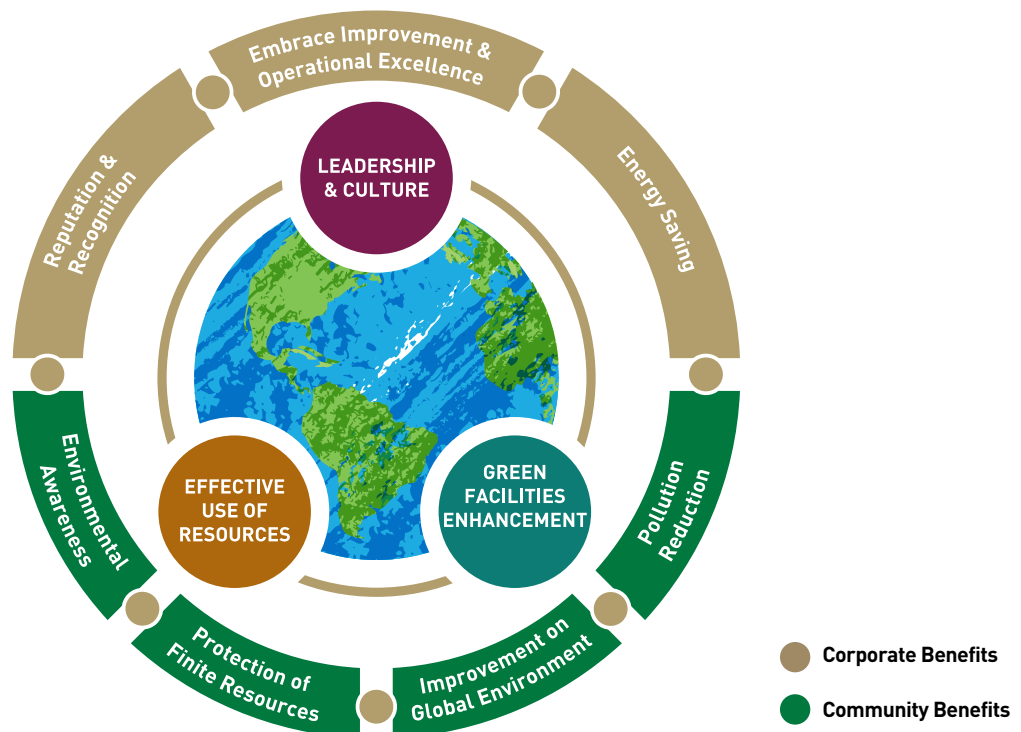 Embrace Improvement &
Operational Excellence
Reputation &
Recognition
Energy Saving
LEADERSHIP
& CULTURE
EFFECTIVE
USE OF
RESOURCES
GREEN
FACILITIES
ENHANCEMENT
Environmental
Awareness
Pollution
Reduction
Protection of
Finite Resources
Improvement on
Global Environment
Corporate Benefits
Community Benefits